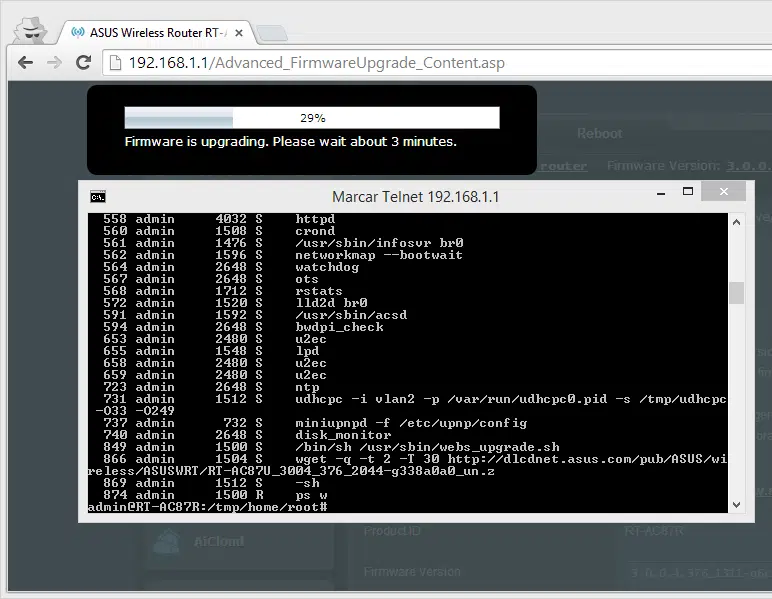 ASUS Wireless Router RT-
192.168.1.1/Advanced_FirmwareUpgrade_Content.asp
29%
Firmware is upgrading. Please wait about 3 minutes.
Reboot
router Firmware Version: 3.0.0.
Marcar Telnet 192.168.1.1
558 admin 4032 S httpd
560 admin 1508 S crond
561 admin 1476 S /usr/sbin/infosvr br0
562 admin 1596 S networkmap --bootwait
564 admin 2648 S watchdog
567 admin 2648 S ots
568 admin 1712 S rstats
572 admin 1520 S lld2d br0
591 admin 1592 S /usr/sbin/acsd
594 admin 2648 S bwdpi_check
653 admin 2480 S u2ec
655 admin 1548 S lpd
658 admin 2480 S u2ec
659 admin 2480 S u2ec
723 admin 2648 S ntp
731 admin 1512 S udhcpc -i vlan2 -p /var/run/udhcpc0.pid -s /tmp/udhcpc
-O33 -O249
737 admin 732 S miniupnpd -f /etc/upnp/config
740 admin 2648 S disk_monitor
849 admin 1500 S /bin/sh /usr/sbin/webs_upgrade.sh
866 admin 1504 S wget -q -t 2 -T 30 http://dlcdnet.asus.com/pub/ASUS/wi
reless/ASUSWRT/RT-AC87U_3004_376_2044-g338a0a0_un.z
869 admin 1512 S -sh
874 admin 1500 R ps w
admin@RT-AC87R:/tmp/home/root#
AiCloud
Product ID RT-AC87R
Firmware Version